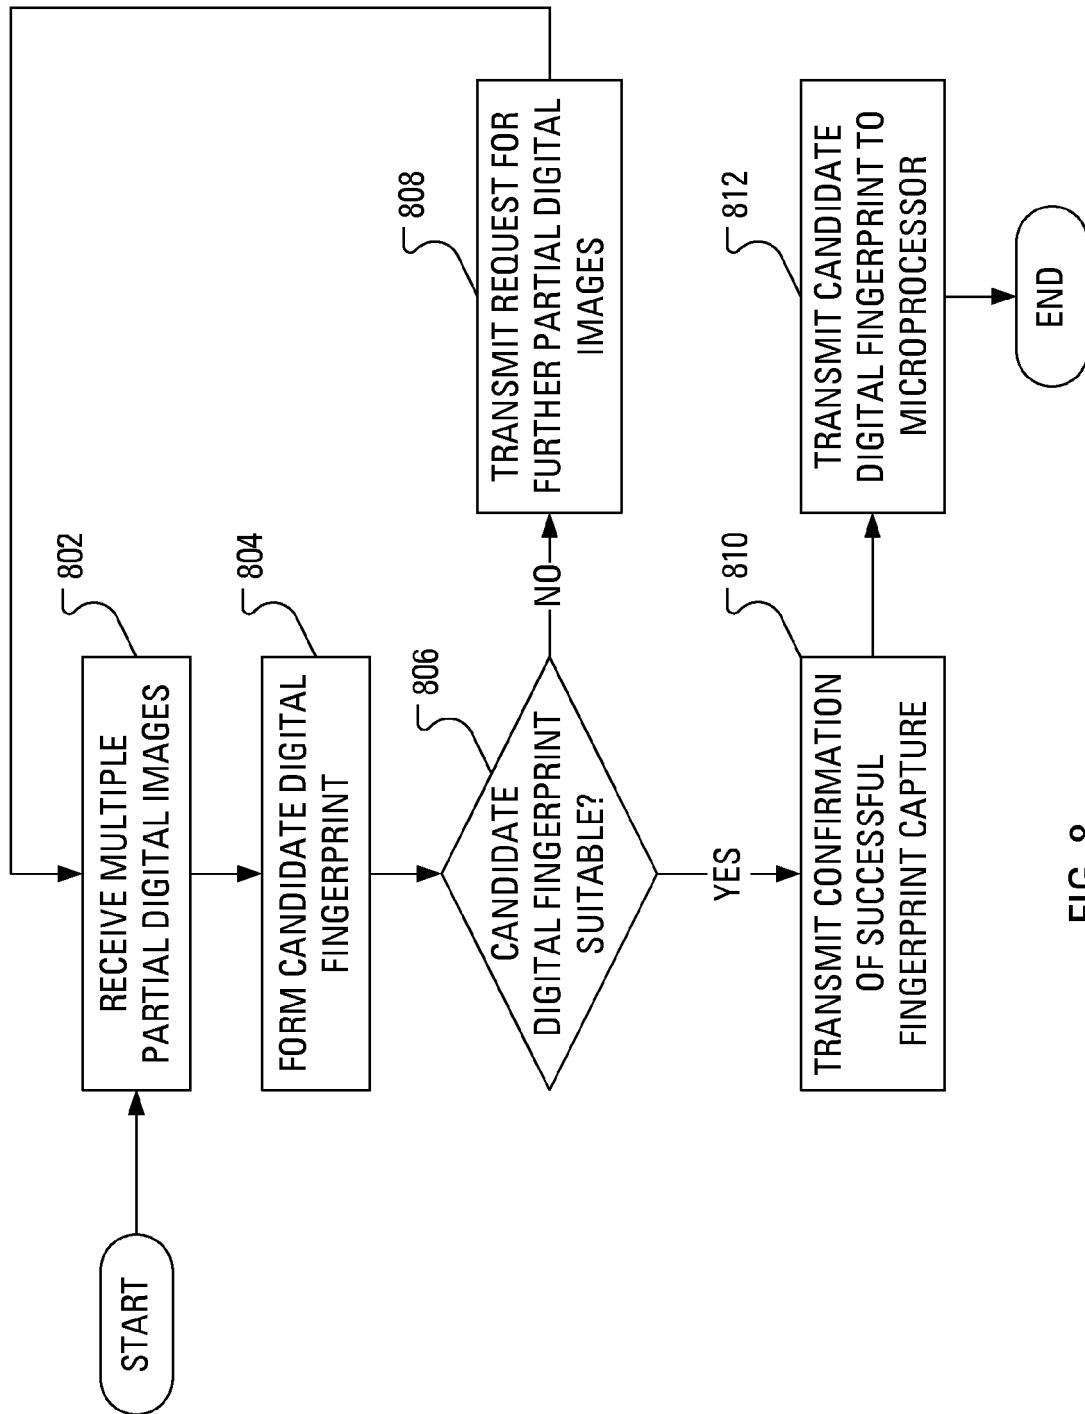 START
802
RECEIVE MULTIPLE
PARTIAL DIGITAL IMAGES
804
FORM CANDIDATE DIGITAL
FINGERPRINT
806
CANDIDATE
DIGITAL FINGERPRINT
SUITABLE?
NO
808
TRANSMIT REQUEST FOR
FURTHER PARTIAL DIGITAL
IMAGES
YES
810
TRANSMIT CONFIRMATION
OF SUCCESSFUL
FINGERPRINT CAPTURE
812
TRANSMIT CANDIDATE
DIGITAL FINGERPRINT TO
MICROPROCESSOR
END
FIG. 8